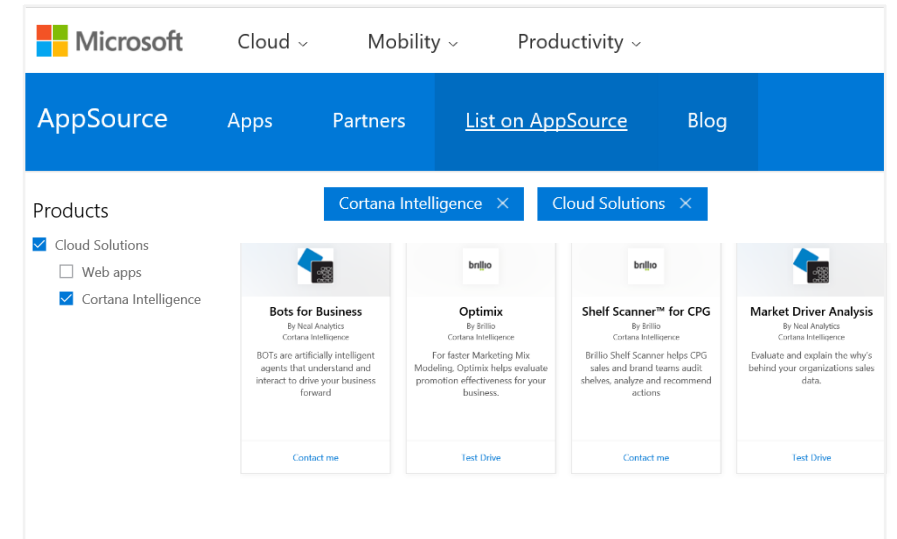 Microsoft
Cloud
Mobility
Productivity
AppSource
Apps
Partners
List on AppSource
Blog
Products
Cloud Solutions
Web apps
Cortana Intelligence
Cortana Intelligence
Cloud Solutions
brillio
brillio
Bots for Business
By Neal Analytics
Cortana Intelligence
BOTs are artificially intelligent
agents that understand and
interact to drive your business
forward
Contact me
Optimix
By Brillio
Cortana Intelligence
For faster Marketing Mix
Modeling, Optimix helps evaluate
promotion effectiveness for your
business.
Test Drive
Shelf Scanner™ for CPG
By Brillio
Cortana Intelligence
Brillio Shelf Scanner helps CPG
sales and brand teams audit
shelves, analyze and recommend
actions
Contact me
Market Driver Analysis
By Neal Analytics
Cortana Intelligence
Evaluate and explain the why's
behind your organizations sales
data.
Test Drive